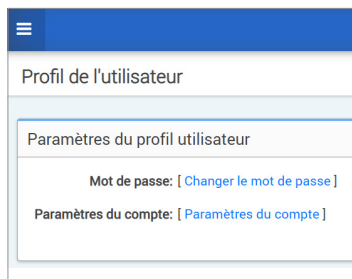 Profil de l'utilisateur
Paramètres du profil utilisateur
Mot de passe: [ Changer le mot de passe ]
Paramètres du compte: [ Paramètres du compte ]